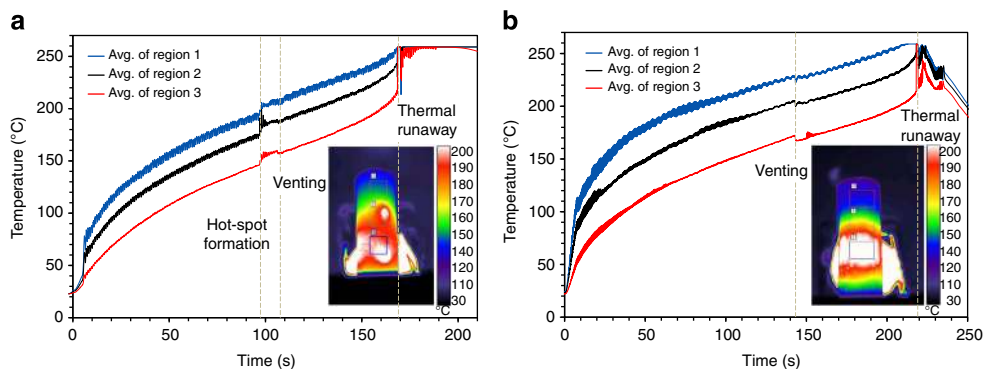 a
Temperature (°C)
250
200
150
100
50
0
Avg. of region 1
Avg. of region 2
Avg. of region 3
Hot-spot
formation
Venting
Thermal
runaway
200
190
180
170
160
150
140
130
120
110
30
°C
0
50
100
150
200
Time (s)
b
Temperature (°C)
250
200
150
100
50
0
Avg. of region 1
Avg. of region 2
Avg. of region 3
Venting
Thermal
runaway
200
190
180
170
160
150
140
130
120
110
30
°C
0
50
100
150
200
250
Time (s)